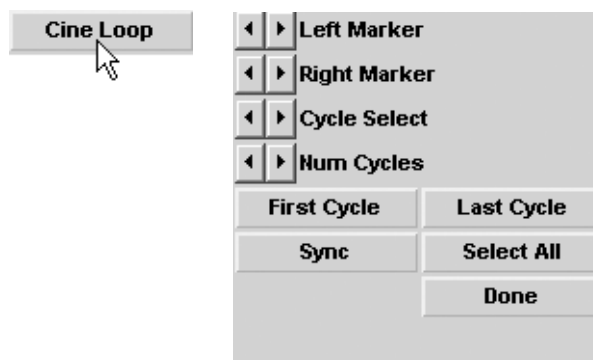 Cine Loop
Left Marker
Right Marker
Cycle Select
Num Cycles
First Cycle Last Cycle
Sync Select All
Done